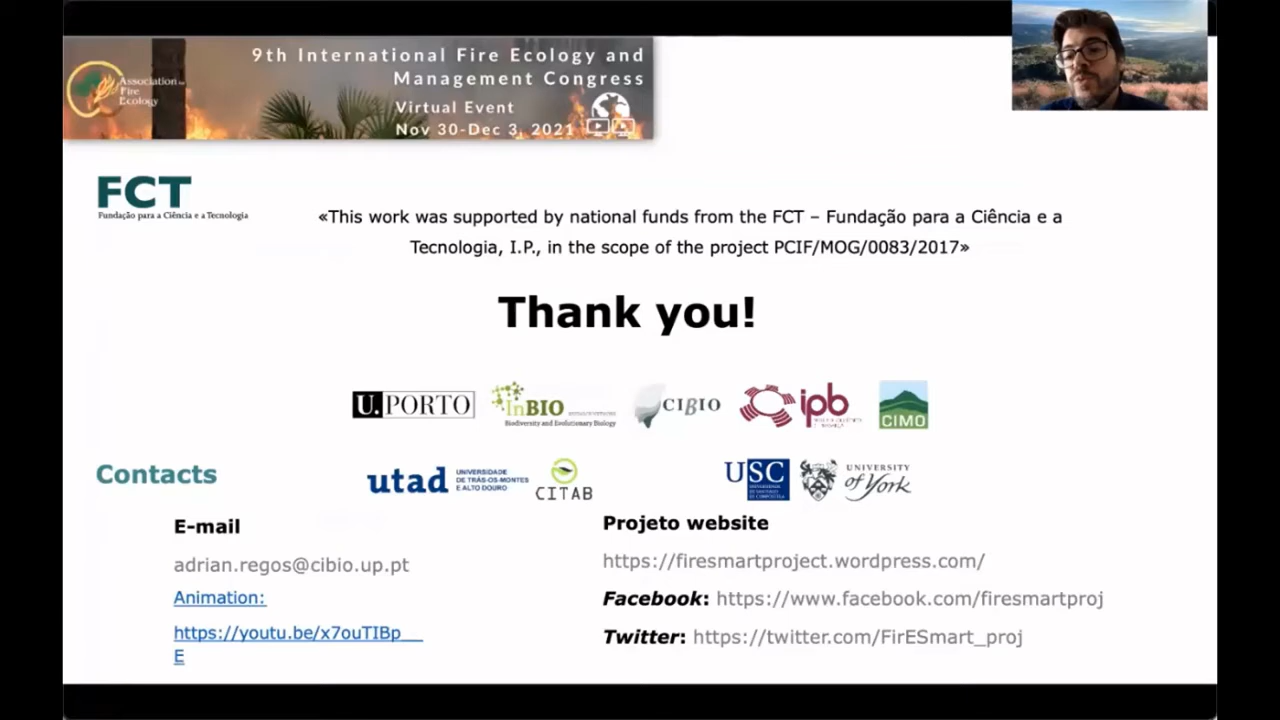 9th International Fire Ecology and
Management Congress
Association for
Fire
Ecology
Virtual Event
Nov 30-Dec 3, 2021
FCT
Fundação para a Ciência e a Tecnologia
«This work was supported by national funds from the FCT – Fundação para a Ciência e a
Tecnologia, I.P., in the scope of the project PCIF/MOG/0083/2017»
Thank you!
U.PORTO
InBIO
Biodiversity and Evolutionary Biology
CIBIO
ipb
CIMO
Contacts
utad
UNIVERSIDADE
DE TRÁS-OS-MONTES
E ALTO DOURO
CITAB
USC
UNIVERSITY
of York
E-mail
adrian.regos@cibio.up.pt
Animation:
https://youtu.be/x7ouTIBp__
E
Projeto website
https://firesmartproject.wordpress.com/
Facebook: https://www.facebook.com/firesmartproj
Twitter: https://twitter.com/FirESmart_proj